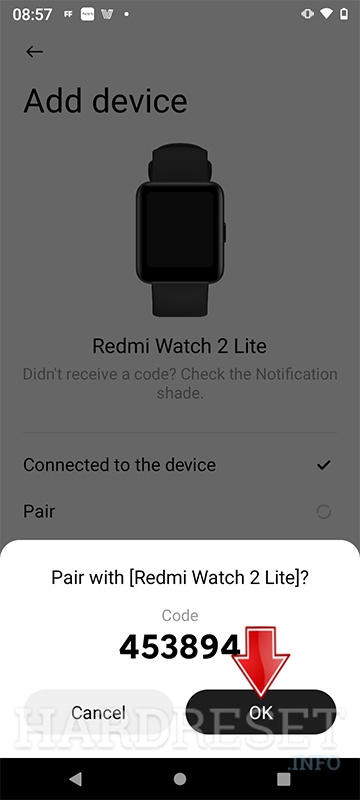 08:57 FF
Add device
Redmi Watch 2 Lite
Didn't receive a code? Check the Notification
shade.
Connected to the device
Pair
Pair with [Redmi Watch 2 Lite]?
Code
453894
Cancel
OK
HARDRESET
.INFO